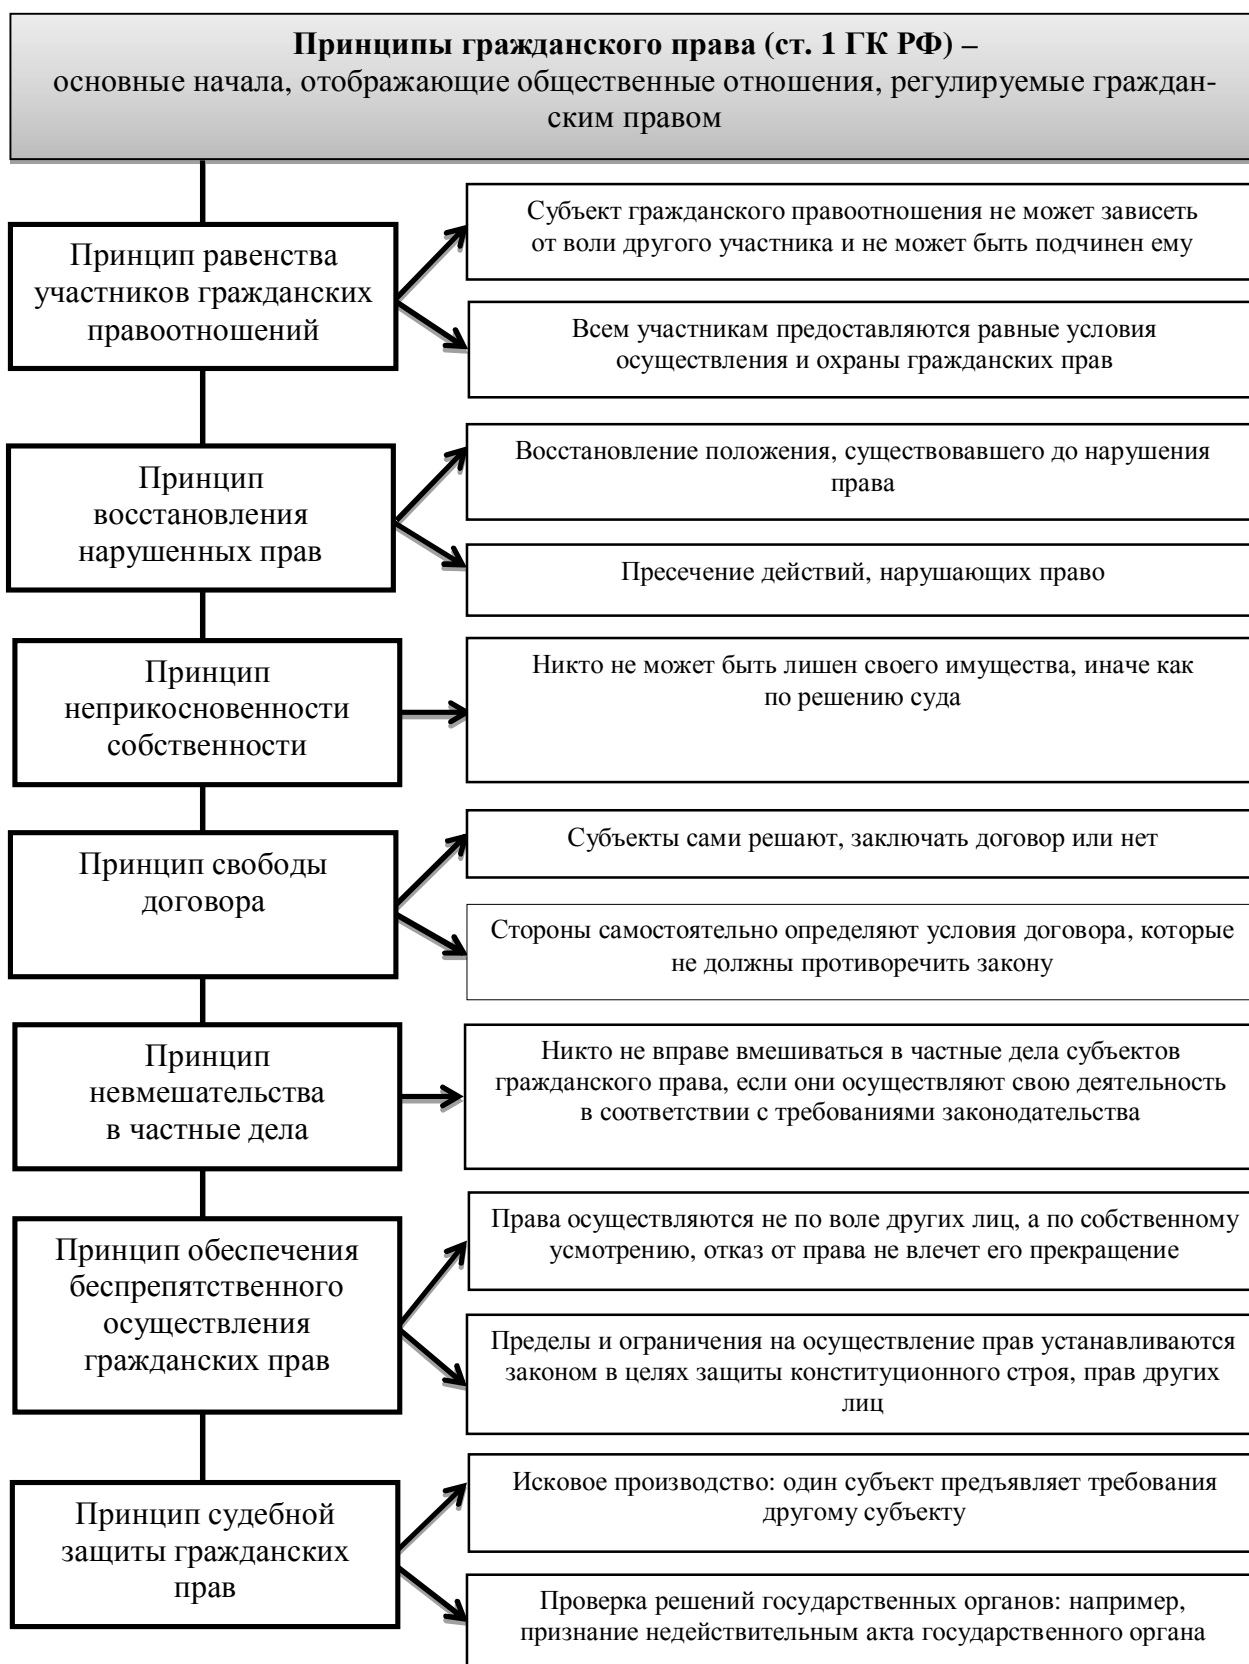 Принципы гражданского права (ст. 1 ГК РФ) –
основные начала, отображающие общественные отношения, регулируемые граждан-
ским правом
Принцип равенства
участников гражданских
правоотношений
Субъект гражданского правоотношения не может зависеть
от воли другого участника и не может быть подчинен ему
Всем участникам предоставляются равные условия
осуществления и охраны гражданских прав
Принцип
восстановления
нарушенных прав
Восстановление положения, существовавшего до нарушения
права
Пресечение действий, нарушающих право
Принцип
неприкосновенности
собственности
Никто не может быть лишен своего имущества, иначе как
по решению суда
Принцип свободы
договора
Субъекты сами решают, заключать договор или нет
Стороны самостоятельно определяют условия договора, которые
не должны противоречить закону
Принцип
невмешательства
в частные дела
Никто не вправе вмешиваться в частные дела субъектов
гражданского права, если они осуществляют свою деятельность
в соответствии с требованиями законодательства
Принцип обеспечения
беспрепятственного
осуществления
гражданских прав
Права осуществляются не по воле других лиц, а по собственному
усмотрению, отказ от права не влечет его прекращение
Пределы и ограничения на осуществление прав устанавливаются
законом в целях защиты конституционного строя, прав других
лиц
Принцип судебной
защиты гражданских
прав
Исковое производство: один субъект предъявляет требования
другому субъекту
Проверка решений государственных органов: например,
признание недействительным акта государственного органа